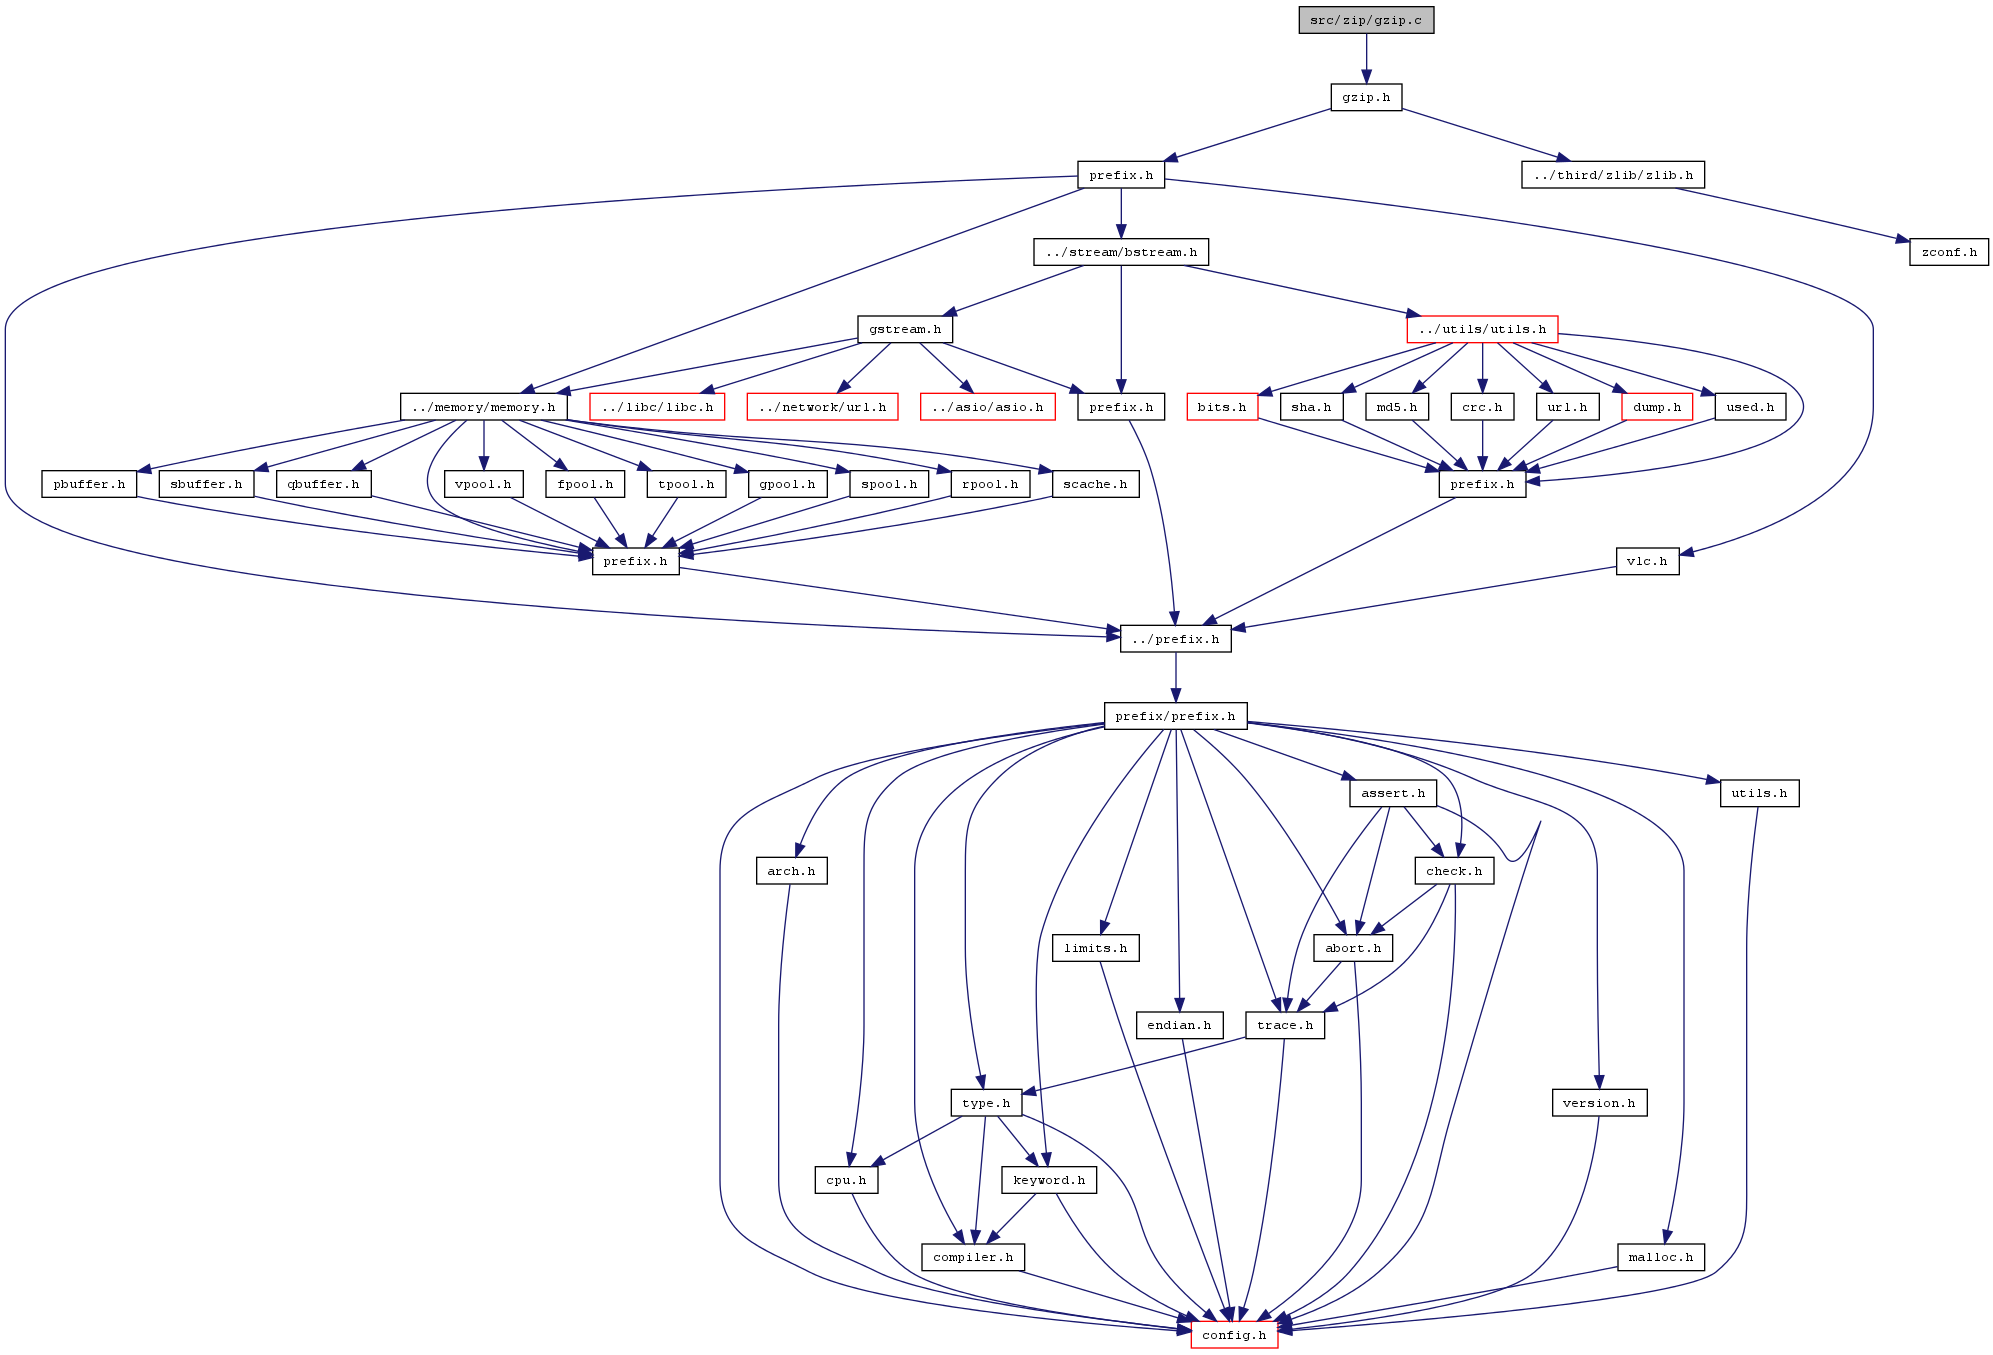 src/zip/gzip.c
gzip.h
prefix.h
../third/zlib/zlib.h
../stream/bstream.h
zconf.h
gstream.h
../utils/utils.h
../memory/memory.h
../libc/libc.h
../network/url.h
../asio/asio.h
prefix.h
bits.h
sha.h
md5.h
crc.h
url.h
dump.h
used.h
pbuffer.h
sbuffer.h
qbuffer.h
vpool.h
fpool.h
tpool.h
gpool.h
spool.h
rpool.h
scache.h
prefix.h
prefix.h
vlc.h
../prefix.h
prefix/prefix.h
assert.h
utils.h
arch.h
check.h
limits.h
abort.h
endian.h
trace.h
type.h
version.h
cpu.h
keyword.h
compiler.h
malloc.h
config.h